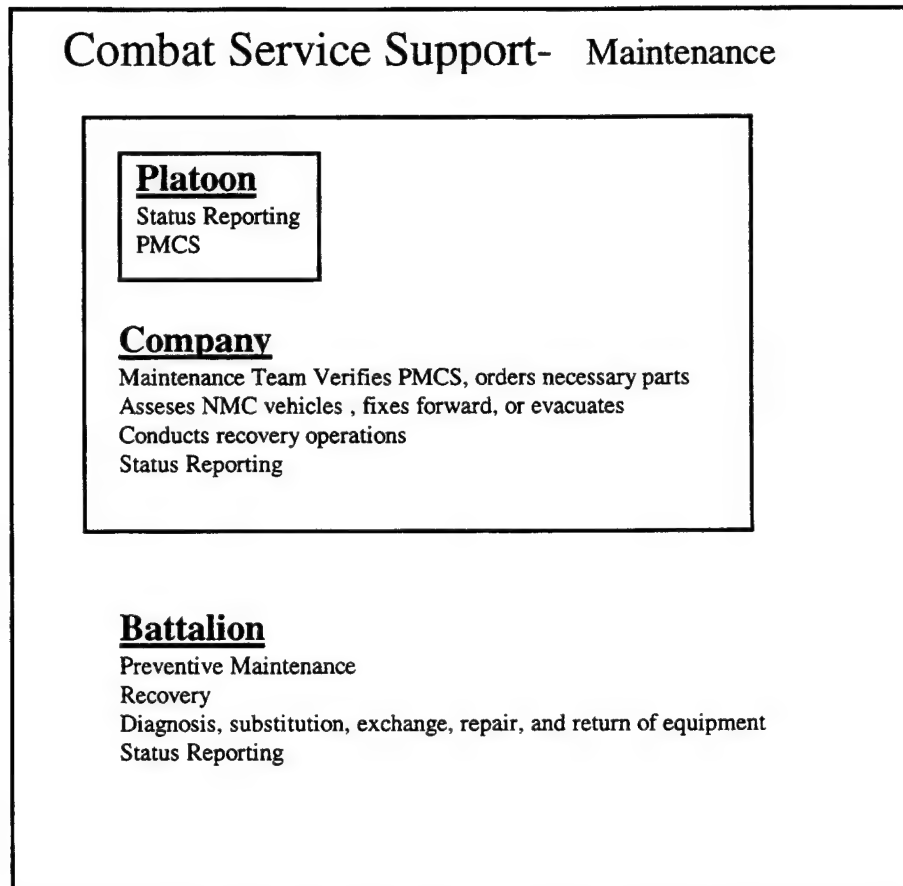 Combat Service Support- Maintenance
Platoon
Status Reporting
PMCS
Company
Maintenance Team Verifies PMCS, orders necessary parts
Asseses NMC vehicles , fixes forward, or evacuates
Conducts recovery operations
Status Reporting
Battalion
Preventive Maintenance
Recovery
Diagnosis, substitution, exchange, repair, and return of equipment
Status Reporting